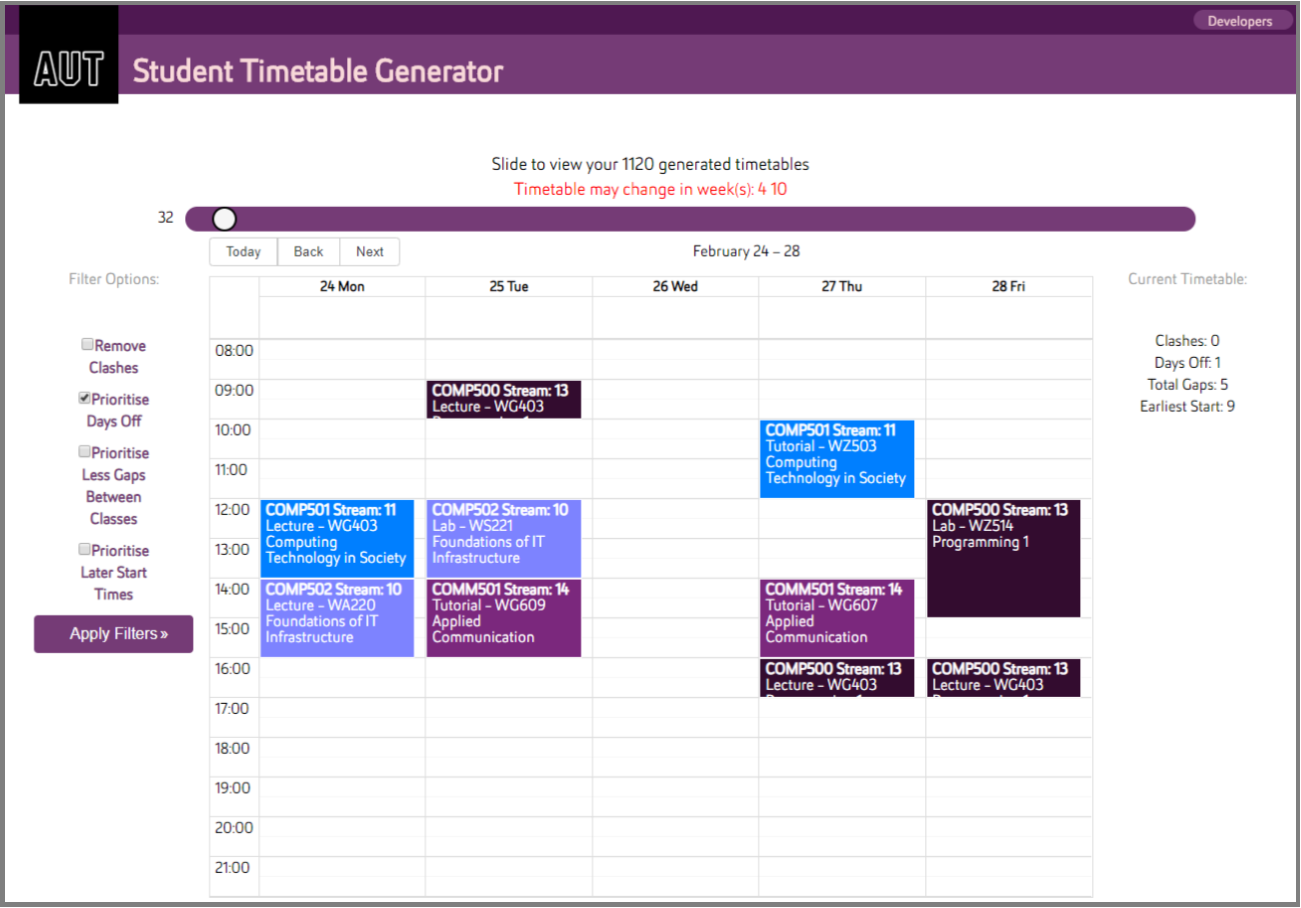 Developers
AUT
Student Timetable Generator
Slide to view your 1120 generated timetables
Timetable may change in week(s): 4 10
32
Today
Back
Next
February 24 – 28
Filter Options:
Remove
Clashes
Prioritise
Days Off
Prioritise
Less Gaps
Between
Classes
Prioritise
Later Start
Times
Apply Filters »
24 Mon
25 Tue
26 Wed
27 Thu
28 Fri
08:00
09:00
10:00
11:00
12:00
13:00
14:00
15:00
16:00
17:00
18:00
19:00
20:00
21:00
COMP501 Stream: 11
Lecture - WG403
Computing
Technology in Society
COMP502 Stream: 10
Lecture - WA220
Foundations of IT
Infrastructure
COMP500 Stream: 13
Lecture - WG403
COMP502 Stream: 10
Lab - WS221
Foundations of IT
Infrastructure
COMM501 Stream: 14
Tutorial - WG609
Applied
Communication
COMP501 Stream: 11
Tutorial - WZ503
Computing
Technology in Society
COMM501 Stream: 14
Tutorial - WG607
Applied
Communication
COMP500 Stream: 13
Lecture - WG403
COMP500 Stream: 13
Lab - WZ514
Programming 1
COMP500 Stream: 13
Lecture - WG403
Current Timetable:
Clashes: 0
Days Off: 1
Total Gaps: 5
Earliest Start: 9